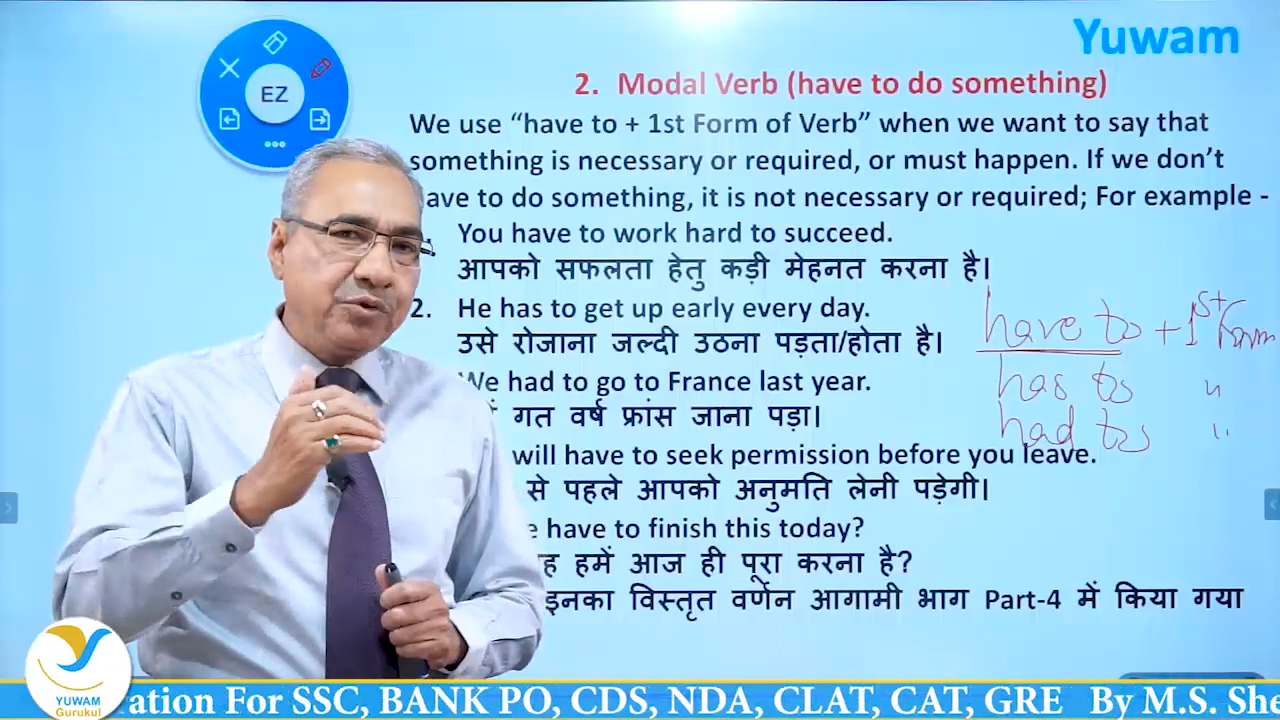 Yuwam
EZ
2. Modal Verb (have to do something)
We use “have to + 1st Form of Verb” when we want to say that
something is necessary or required, or must happen. If we don’t
ave to do something, it is not necessary or required; For example -
You have to work hard to succeed.
आपको सफलता हेतु कड़ी मेहनत करना है।
2. He has to get up early every day.
उसे रोजाना जल्दी उठना पड़ता/होता है।
We had to go to France last year.
गत वर्ष फ्रांस जाना पड़ा।
will have to seek permission before you leave.
से पहले आपको अनुमति लेनी पड़ेगी।
have to finish this today?
हमें आज ही पूरा करना है?
इनका विस्तृत वर्णन आगामी भाग Part-4 में किया गया
have to + 1st Form
has to "
had to "
YUWAM
Gurukul
ration For SSC, BANK PO, CDS, NDA, CLAT, CAT, GRE By M.S. She